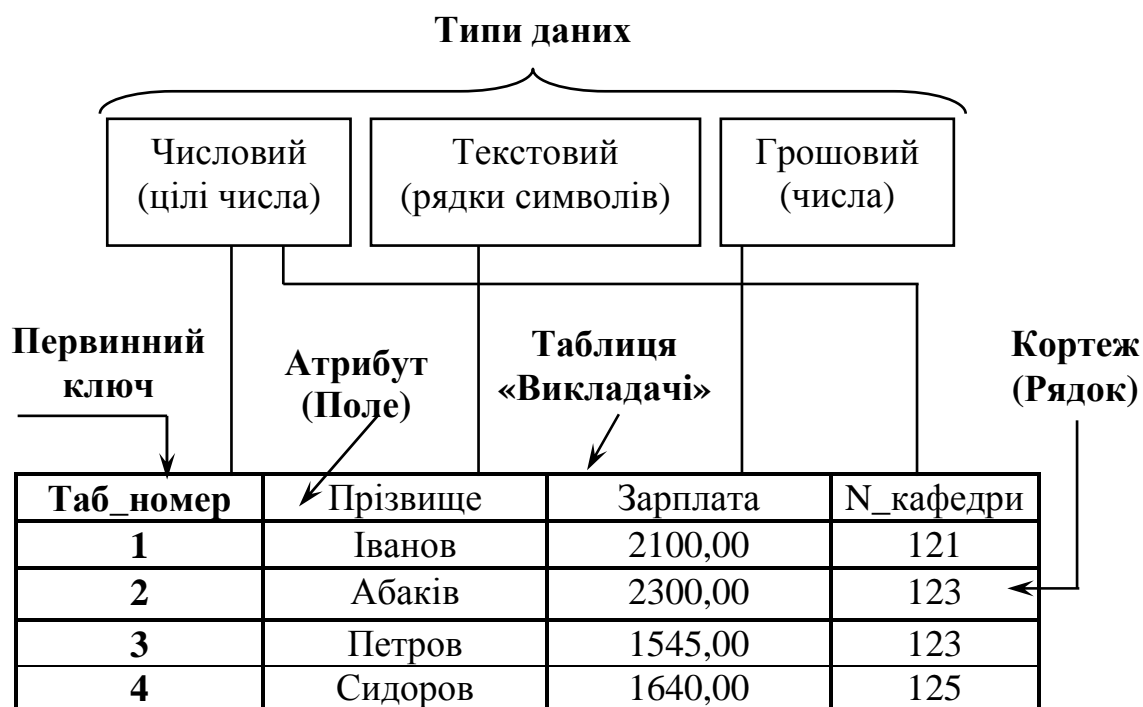 Типи даних
Числовий
(цілі числа)
Текстовий
(рядки символів)
Грошовий
(числа)
Первинний
ключ
Атрибут
(Поле)
Таблиця
«Викладачі»
Кортеж
(Рядок)
Таб_номер Прізвище Зарплата N_кафедри
1 Іванов 2100,00 121
2 Абаків 2300,00 123
3 Петров 1545,00 123
4 Сидоров 1640,00 125